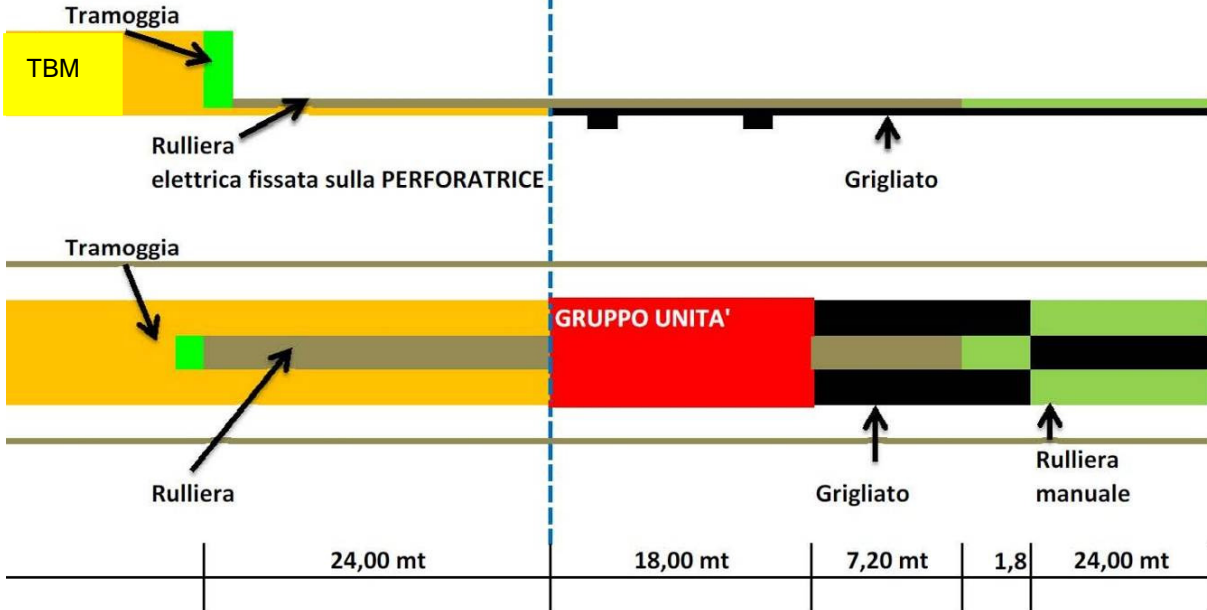 Tramoggia
TBM
Rulliera
elettrica fissata sulla PERFORATRICE
Grigliato
Tramoggia
GRUPPO UNITA'
Rulliera
Grigliato
Rulliera
manuale
24,00 mt
18,00 mt
7,20 mt
1,8
24,00 mt